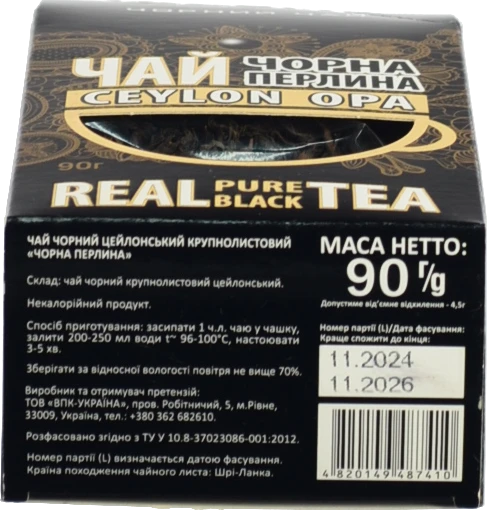 ЧАЙ ЧОРНА
ПЕРЛИНА
CEYLON OPA
90г
REAL PURE BLACK TEA
ЧАЙ ЧОРНИЙ ЦЕЙЛОНСЬКИЙ КРУПНОЛИСТОВИЙ
«ЧОРНА ПЕРЛИНА»
Склад: чай чорний крупнолистовий цейлонський.
Некалорійний продукт.
Спосіб приготування: засипати 1 ч.л. чаю у чашку,
залити 200-250 мл води t~ 96-100°С, настоювати
3-5 хв.
Зберігати за відносної вологості повітря не вище 70%.
Виробник та отримувач претензій:
ТОВ «ВПК-УКРАЇНА», пров. Робітничий, 5, м.Рівне,
33009, Україна, тел.: +380 362 682610.
Розфасовано згідно з ТУ У 10.8-37023086-001:2012.
Номер партії (L) визначається датою фасування.
Країна походження чайного листа: Шрі-Ланка.
МАСА НЕТТО:
90 г/g
Допустиме від'ємне відхилення - 4,5г
Номер партії (L)/Дата фасування:
Краще спожити до кінця:
11.2024
11.2026
4820149487410